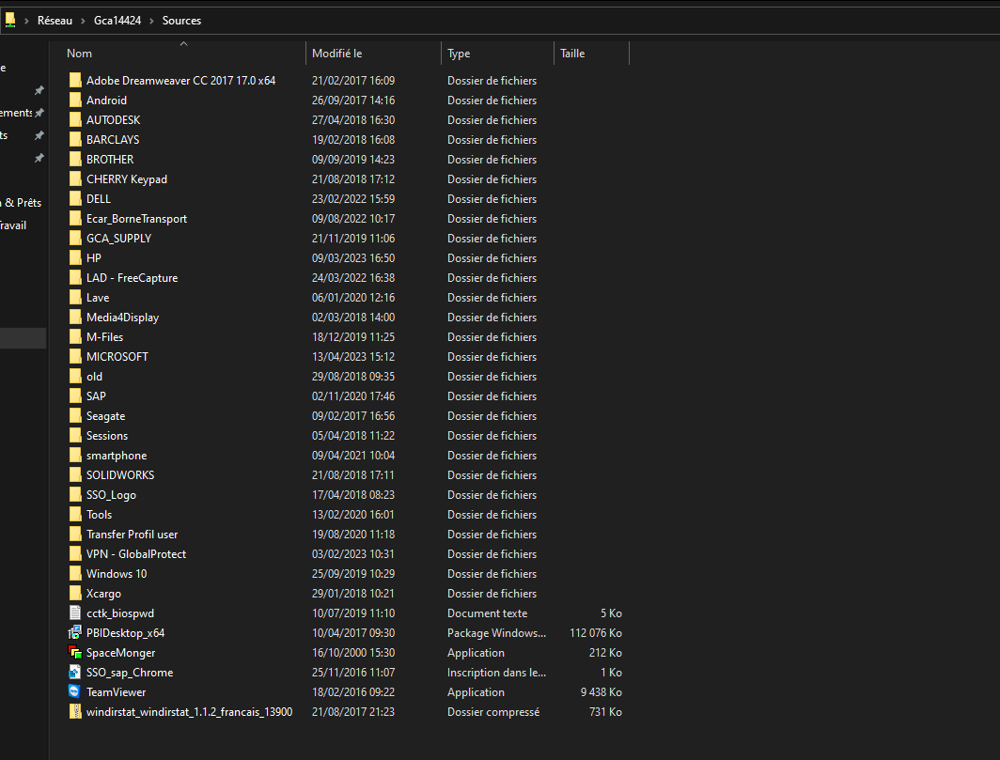 Réseau > Gca14424 > Sources
Nom Modifié le Type Taille
e
ements
ts
n & Prêts
ravail
Adobe Dreamweaver CC 2017 17.0 x64 21/02/2017 16:09 Dossier de fichiers
Android 26/09/2017 14:16 Dossier de fichiers
AUTODESK 27/04/2018 16:30 Dossier de fichiers
BARCLAYS 19/02/2018 16:08 Dossier de fichiers
BROTHER 09/09/2019 14:23 Dossier de fichiers
CHERRY Keypad 21/08/2018 17:12 Dossier de fichiers
DELL 23/02/2022 15:59 Dossier de fichiers
Ecar_BorneTransport 09/08/2022 10:17 Dossier de fichiers
GCA_SUPPLY 21/11/2019 11:06 Dossier de fichiers
HP 09/03/2023 16:50 Dossier de fichiers
LAD - FreeCapture 24/03/2022 16:38 Dossier de fichiers
Lave 06/01/2020 12:16 Dossier de fichiers
Media4Display 02/03/2018 14:00 Dossier de fichiers
M-Files 18/12/2019 11:25 Dossier de fichiers
MICROSOFT 13/04/2023 15:12 Dossier de fichiers
old 29/08/2018 09:35 Dossier de fichiers
SAP 02/11/2020 17:46 Dossier de fichiers
Seagate 09/02/2017 16:56 Dossier de fichiers
Sessions 05/04/2018 11:22 Dossier de fichiers
smartphone 09/04/2021 10:04 Dossier de fichiers
SOLIDWORKS 21/08/2018 17:11 Dossier de fichiers
SSO_Logo 17/04/2018 08:23 Dossier de fichiers
Tools 13/02/2020 16:01 Dossier de fichiers
Transfer Profil user 19/08/2020 11:18 Dossier de fichiers
VPN - GlobalProtect 03/02/2023 10:31 Dossier de fichiers
Windows 10 25/09/2019 10:29 Dossier de fichiers
Xcargo 29/01/2018 10:21 Dossier de fichiers
cctk_biospwd 10/07/2019 11:10 Document texte 5 Ko
PBIDesktop_x64 10/04/2017 09:30 Package Windows... 112 076 Ko
SpaceMonger 16/10/2000 15:30 Application 212 Ko
SSO_sap_Chrome 25/11/2016 11:07 Inscription dans le... 1 Ko
TeamViewer 18/02/2016 09:22 Application 9 438 Ko
windirstat_windirstat_1.1.2_francais_13900 21/08/2017 21:23 Dossier compressé 731 Ko